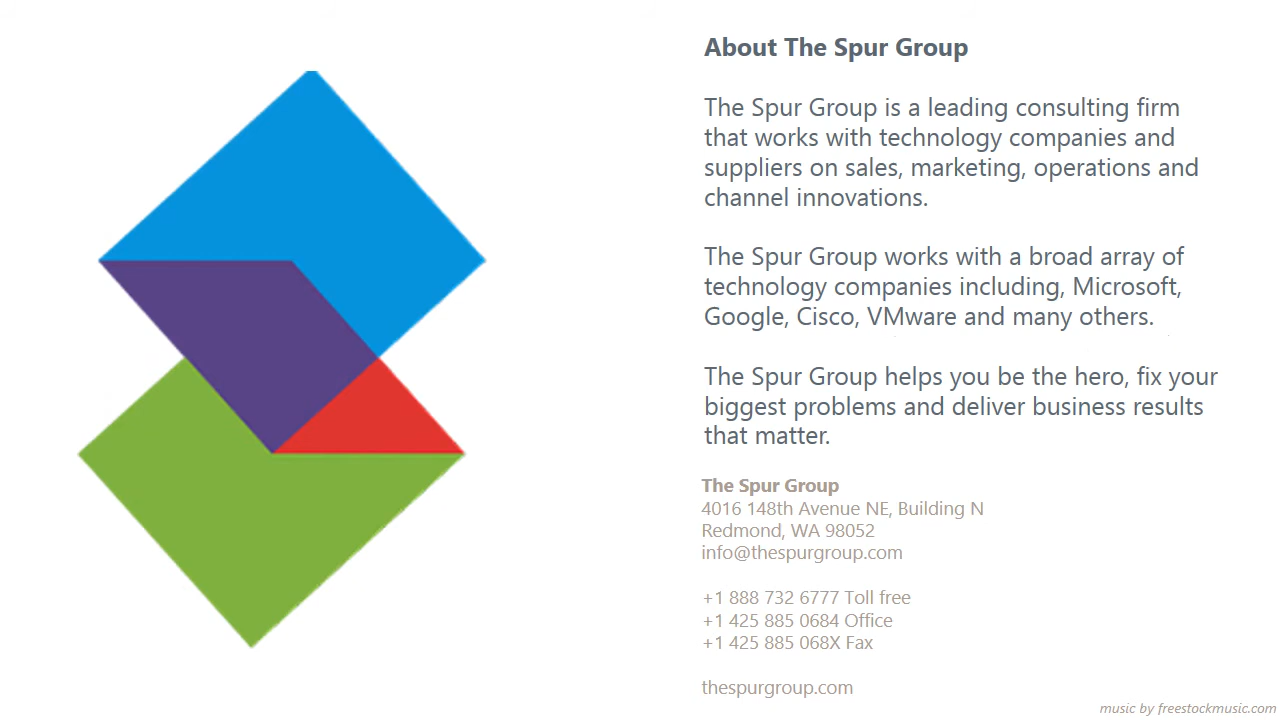 About The Spur Group
The Spur Group is a leading consulting firm
that works with technology companies and
suppliers on sales, marketing, operations and
channel innovations.
The Spur Group works with a broad array of
technology companies including, Microsoft,
Google, Cisco, VMware and many others.
The Spur Group helps you be the hero, fix your
biggest problems and deliver business results
that matter.
The Spur Group
4016 148th Avenue NE, Building N
Redmond, WA 98052
info@thespurgroup.com
+1 888 732 6777 Toll free
+1 425 885 0684 Office
+1 425 885 068X Fax
thespurgroup.com
music by freestockmusic.com